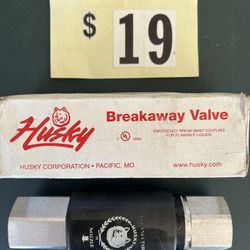 $ 19
Husky
Breakaway Valve
EMERGENCY BREAK-AWAY COUPLING
FOR FLAMMABLE LIQUIDS
HUSKY CORPORATION • PACIFIC, MO
www.husky.com